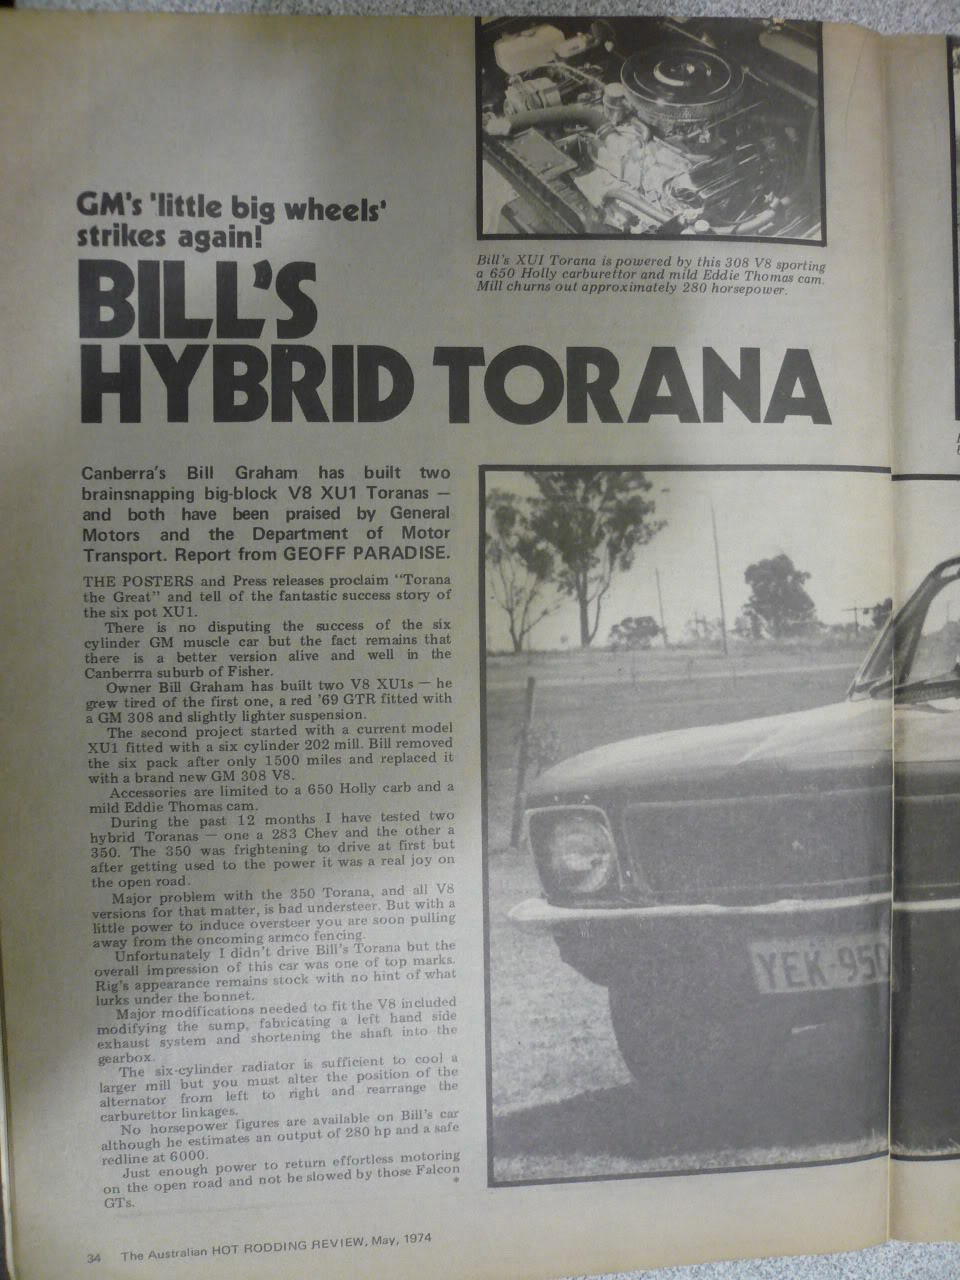 GM's 'little big wheels'
strikes again!
BILL'S
HYBRID TORANA
Bill's XUI Torana is powered by this 308 V8 sporting
a 650 Holly carburettor and mild Eddie Thomas cam.
Mill churns out approximately 280 horsepower.
Canberra's Bill Graham has built two
brainsnapping big-block V8 XU1 Toranas —
and both have been praised by General
Motors and the Department of Motor
Transport. Report from GEOFF PARADISE.
THE POSTERS and Press releases proclaim "Torana
the Great" and tell of the fantastic success story of
the six pot XU1.
There is no disputing the success of the six
cylinder GM muscle car but the fact remains that
there is a better version alive and well in the
Canberrra suburb of Fisher.
Owner Bill Graham has built two V8 XU1s — he
grew tired of the first one, a red '69 GTR fitted with
a GM 308 and slightly lighter suspension.
The second project started with a current model
XU1 fitted with a six cylinder 202 mill. Bill removed
the six pack after only 1500 miles and replaced it
with a brand new GM 308 V8.
Accessories are limited to a 650 Holly carb and a
mild Eddie Thomas cam.
During the past 12 months I have tested two
hybrid Toranas — one a 283 Chev and the other a
350. The 350 was frightening to drive at first but
after getting used to the power it was a real joy on
the open road.
Major problem with the 350 Torana, and all V8
versions for that matter, is bad understeer. But with a
little power to induce oversteer you are soon pulling
away from the oncoming armco fencing.
Unfortunately I didn't drive Bill's Torana but the
overall impression of this car was one of top marks.
Rig's appearance remains stock with no hint of what
lurks under the bonnet.
Major modifications needed to fit the V8 included
modifying the sump, fabricating a left hand side
exhaust system and shortening the shaft into the
gearbox.
The six-cylinder radiator is sufficient to cool a
larger mill but you must alter the position of the
alternator from left to right and rearrange the
carburettor linkages.
No horsepower figures are available on Bill's car
although he estimates an output of 280 hp and a safe
redline at 6000.
Just enough power to return effortless motoring
on the open road and not be slowed by those Falcon
GTs. *
YEK-950
34 The Australian HOT RODDING REVIEW, May, 1974